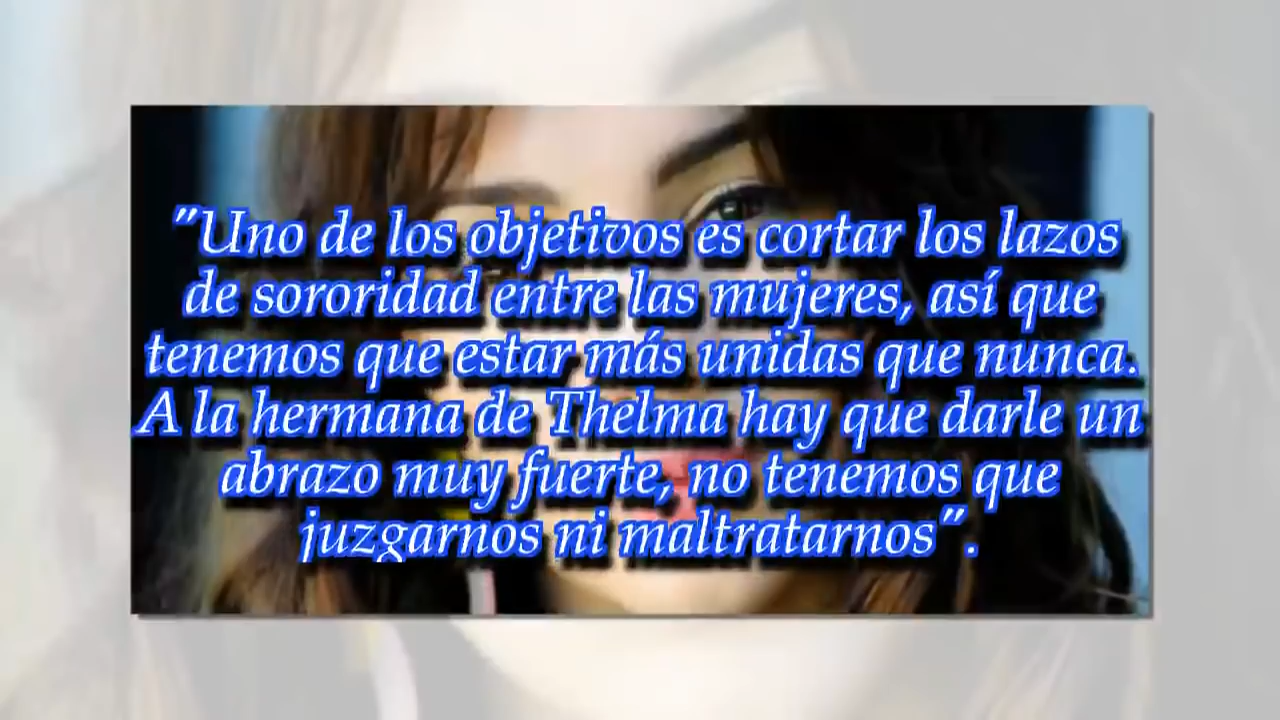 "Uno de los objetivos es cortar los lazos
de sororidad entre las mujeres, así que
tenemos que estar más unidas que nunca.
A la hermana de Thelma hay que darle un
abrazo muy fuerte, no tenemos que
juzgarnos ni maltratarnos".